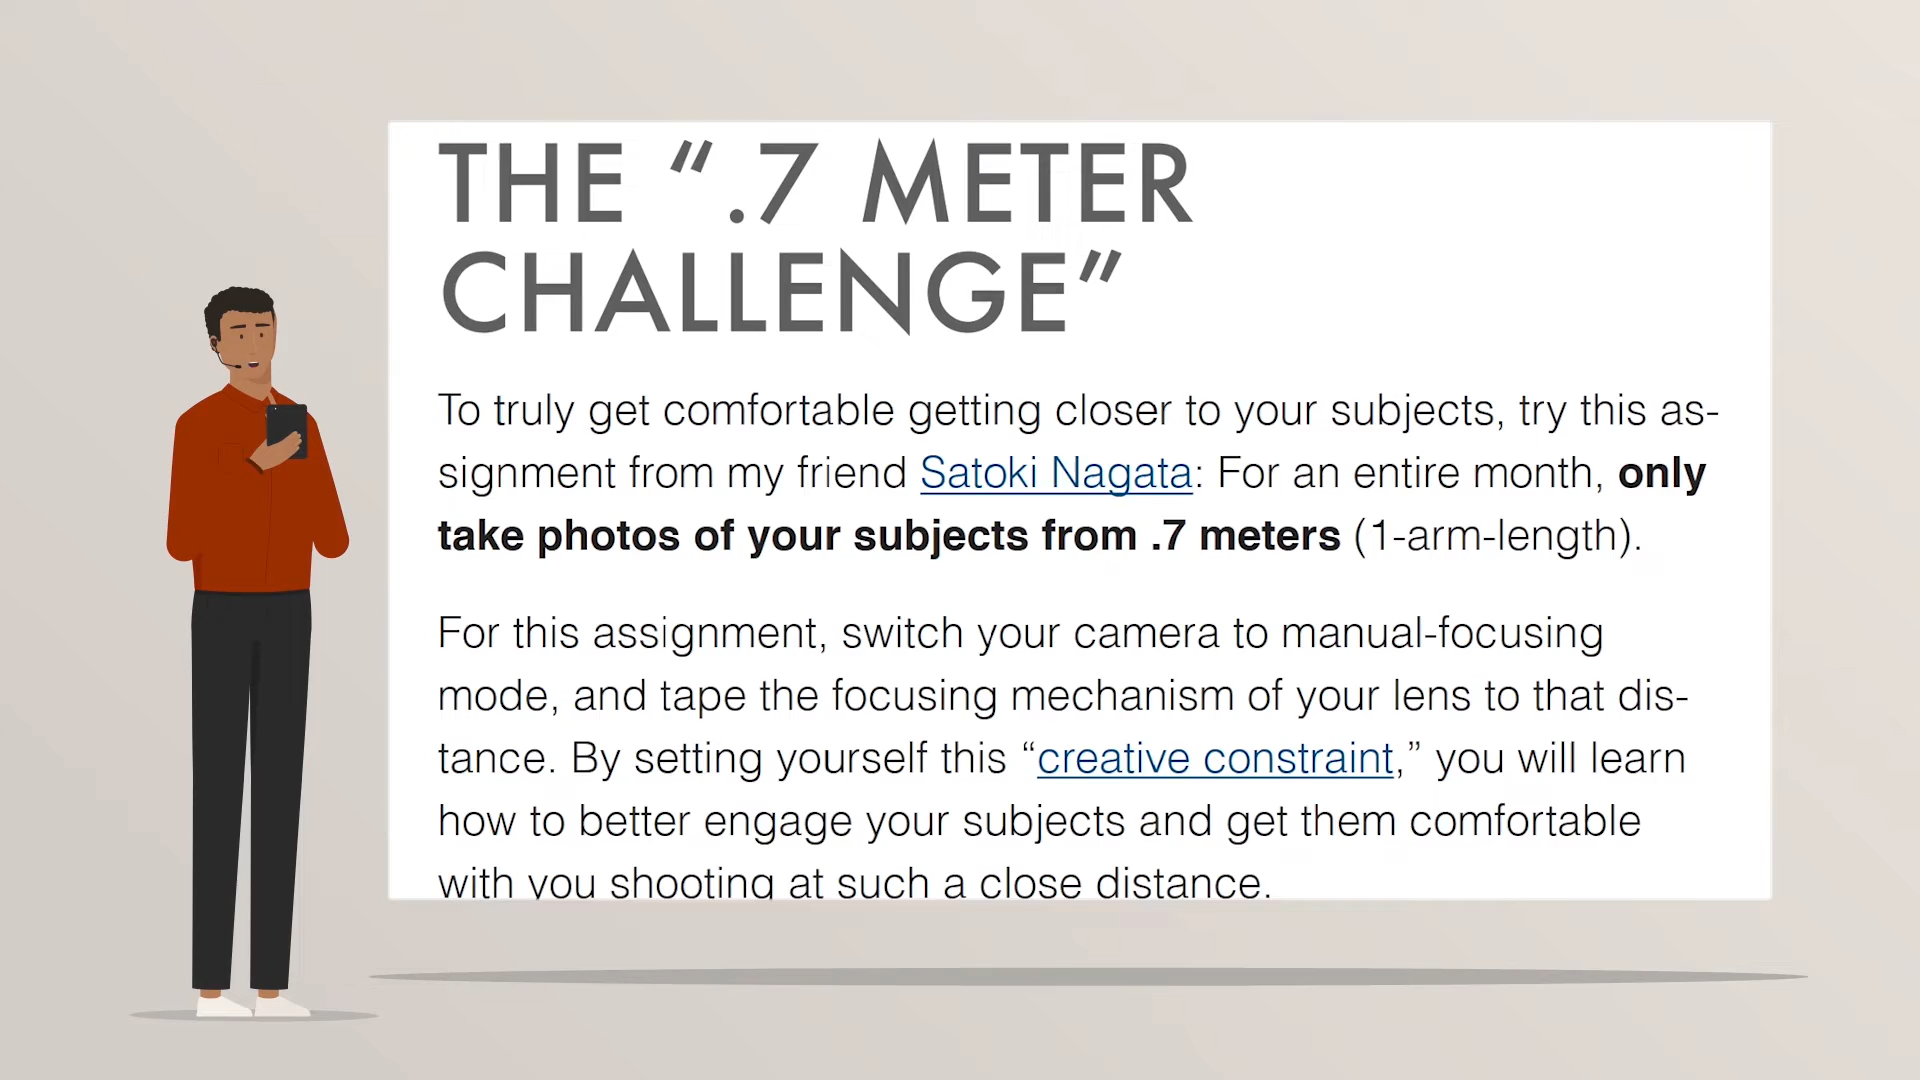 THE “.7 METER
CHALLENGE”
To truly get comfortable getting closer to your subjects, try this as-
signment from my friend Satoki Nagata: For an entire month, only
take photos of your subjects from .7 meters (1-arm-length).
For this assignment, switch your camera to manual-focusing
mode, and tape the focusing mechanism of your lens to that dis-
tance. By setting yourself this “creative constraint,” you will learn
how to better engage your subjects and get them comfortable
with you shooting at such a close distance.